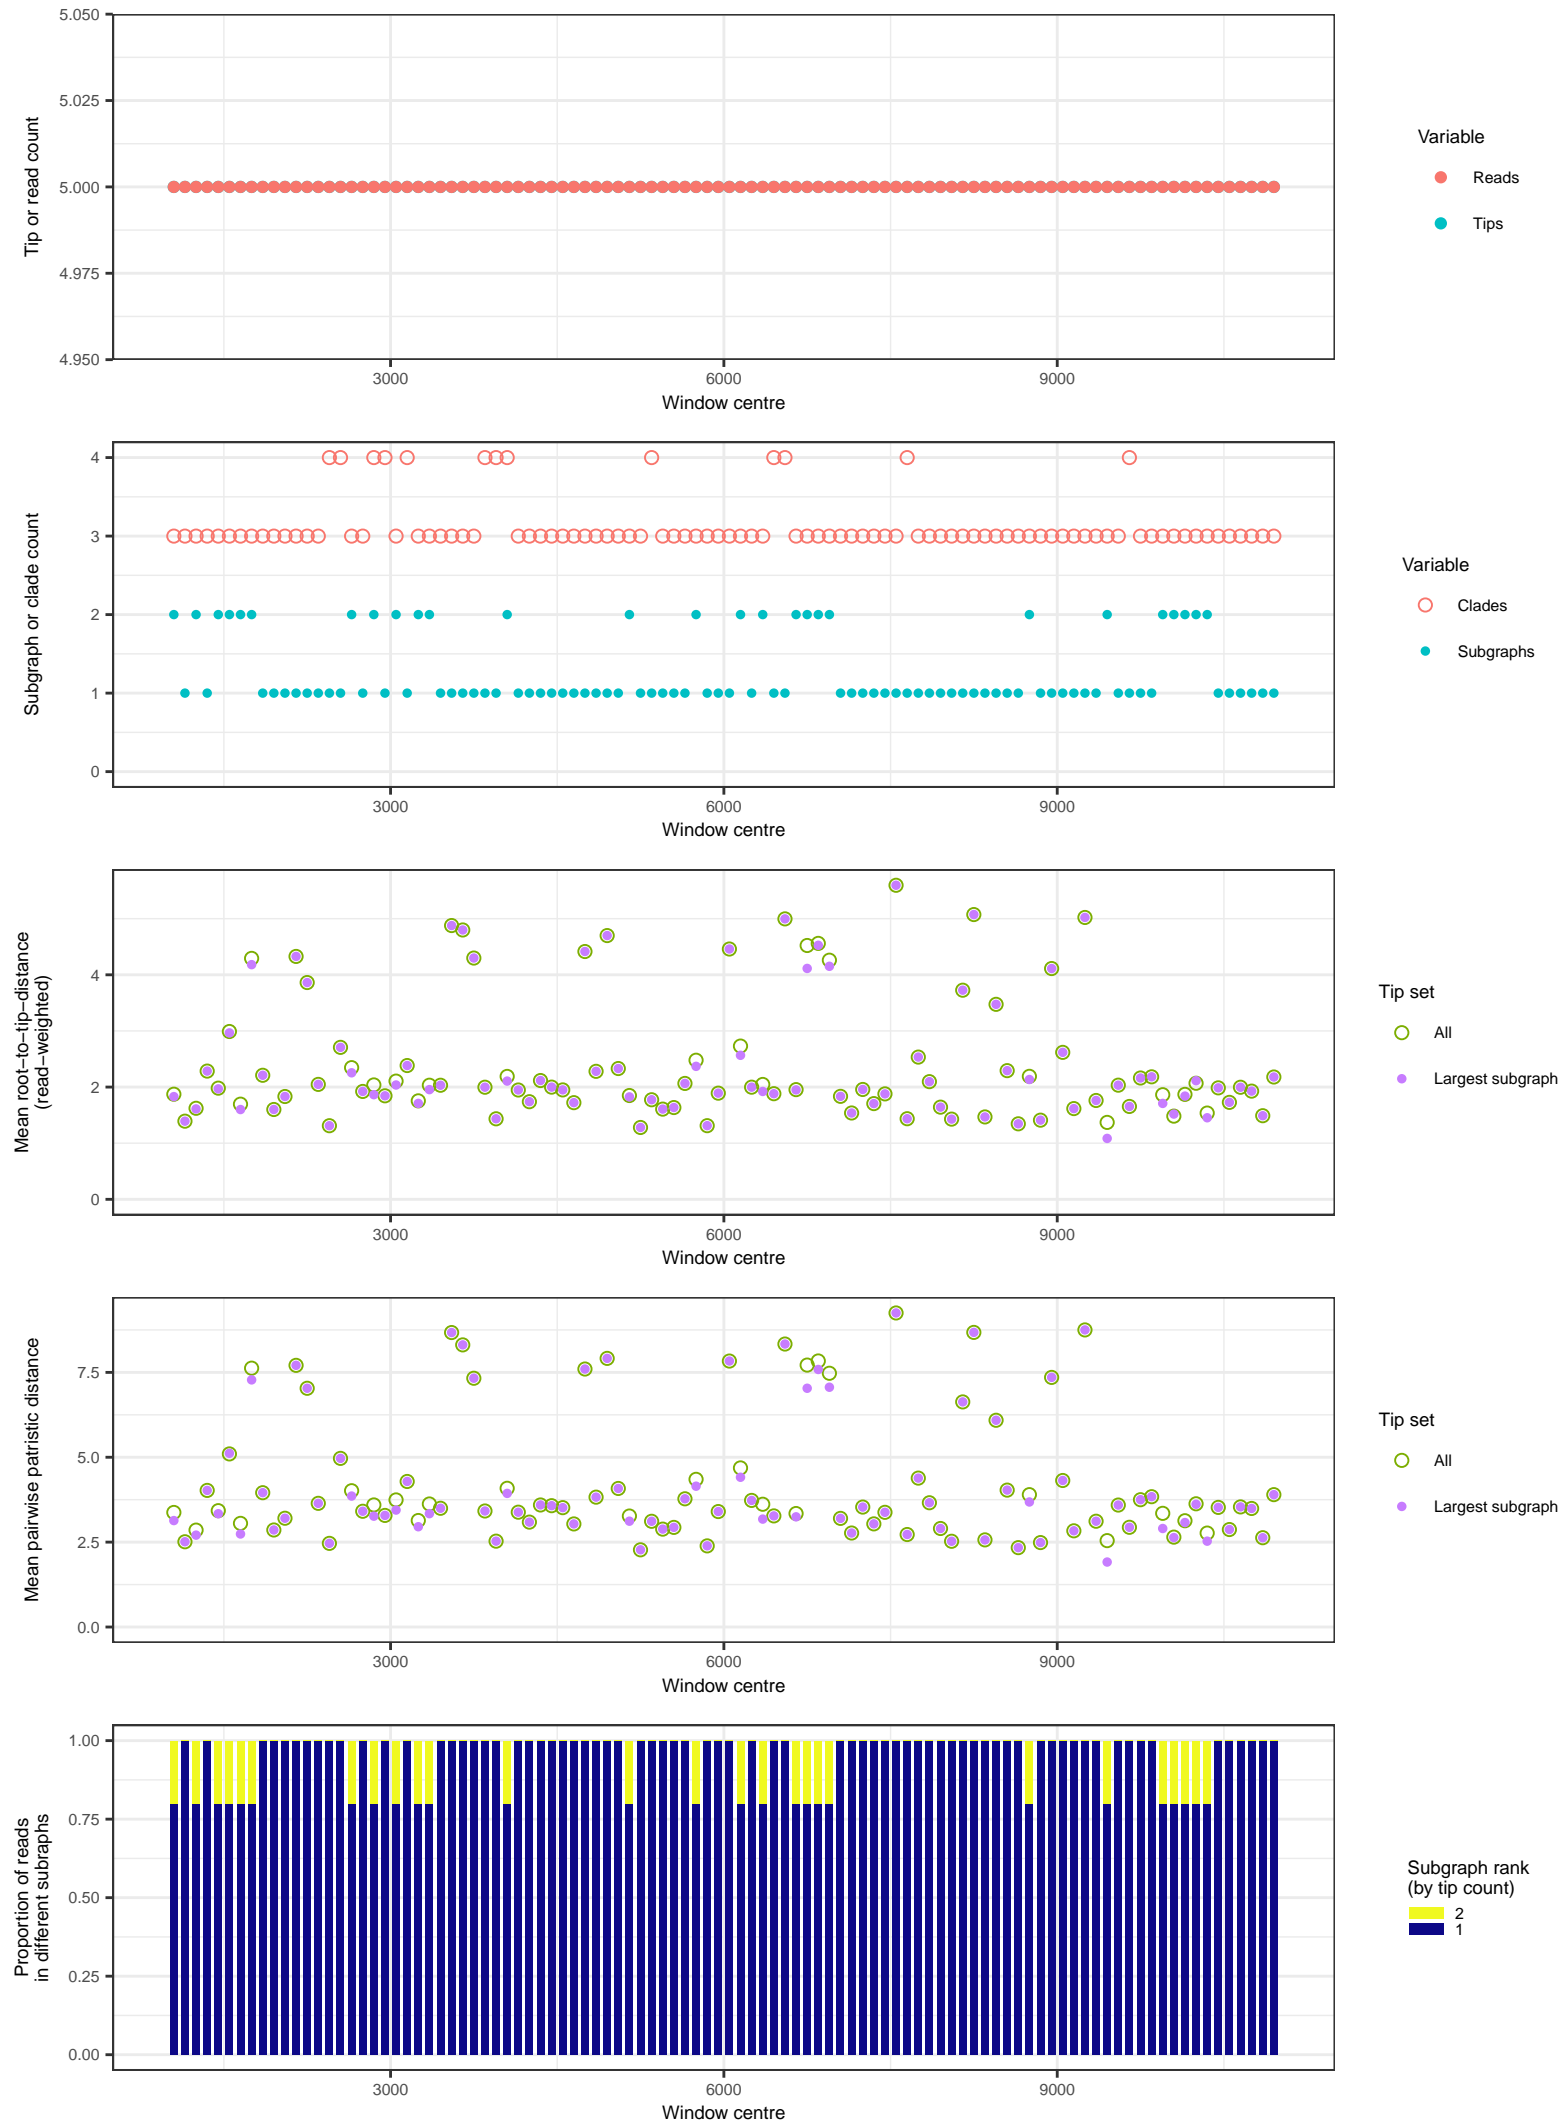 5.050
5.025
5.000
4.975
4.950
Tip or read count
3000 6000 9000
Window centre
Variable
Reads
Tips
4
3
2
1
0
Subgraph or clade count
3000 6000 9000
Window centre
Variable
Clades
Subgraphs
4
2
0
Mean root−to−tip−distance
(read−weighted)
3000 6000 9000
Window centre
Tip set
All
Largest subgraph
7.5
5.0
2.5
0.0
Mean pairwise patristic distance
3000 6000 9000
Window centre
Tip set
All
Largest subgraph
1.00
0.75
0.50
0.25
0.00
Proportion of reads
in different subraphs
3000 6000 9000
Window centre
Subgraph rank
(by tip count)
2
1